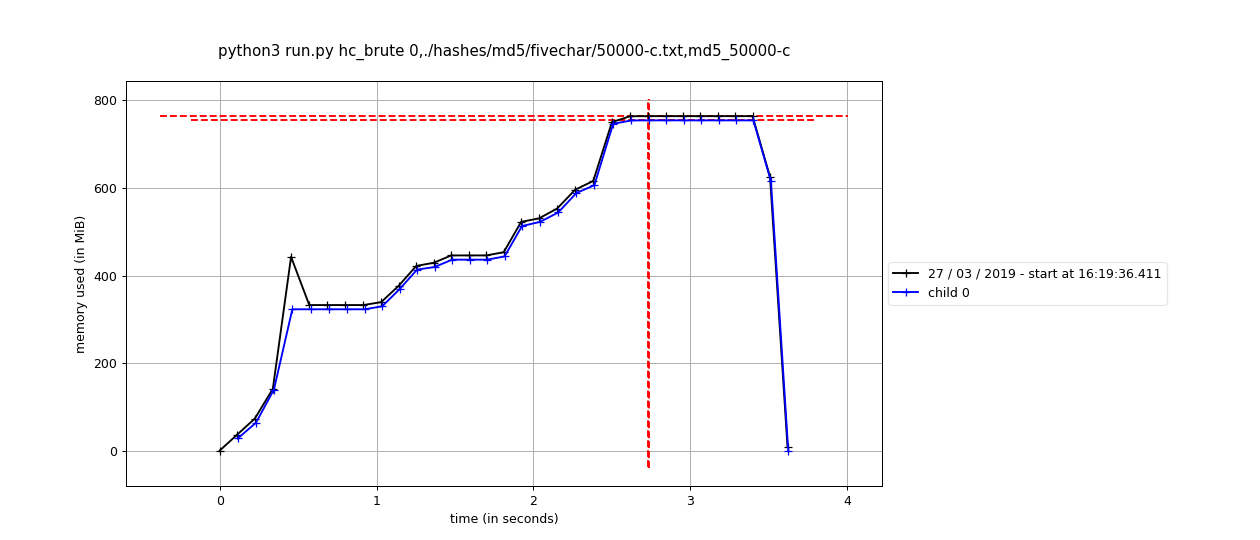 python3 run.py hc_brute 0,./hashes/md5/fivechar/50000-c.txt,md5_50000-c
800
600
400
200
0
memory used (in MiB)
0 1 2 3 4
time (in seconds)
27 / 03 / 2019 - start at 16:19:36.411
child 0